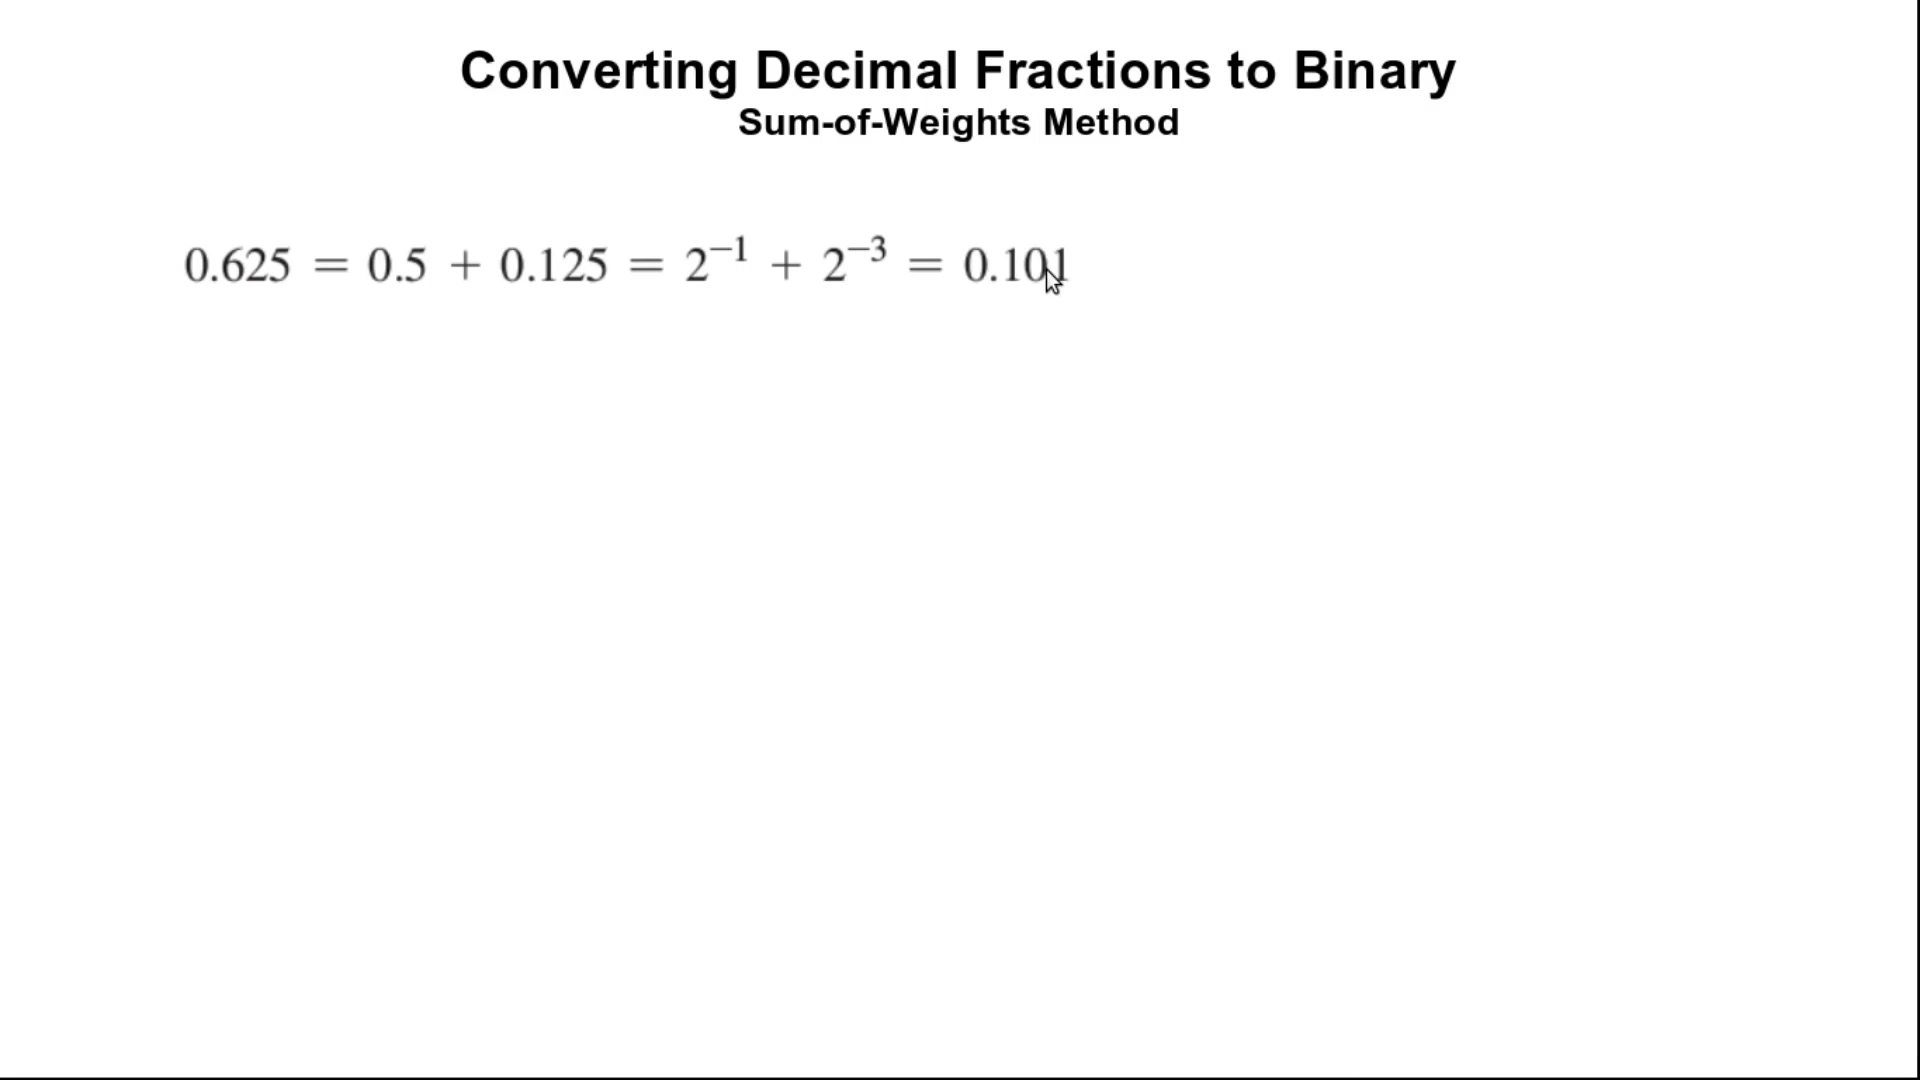 Converting Decimal Fractions to Binary
Sum-of-Weights Method
0.625 = 0.5 + 0.125 = 2⁻¹ + 2⁻³ = 0.101